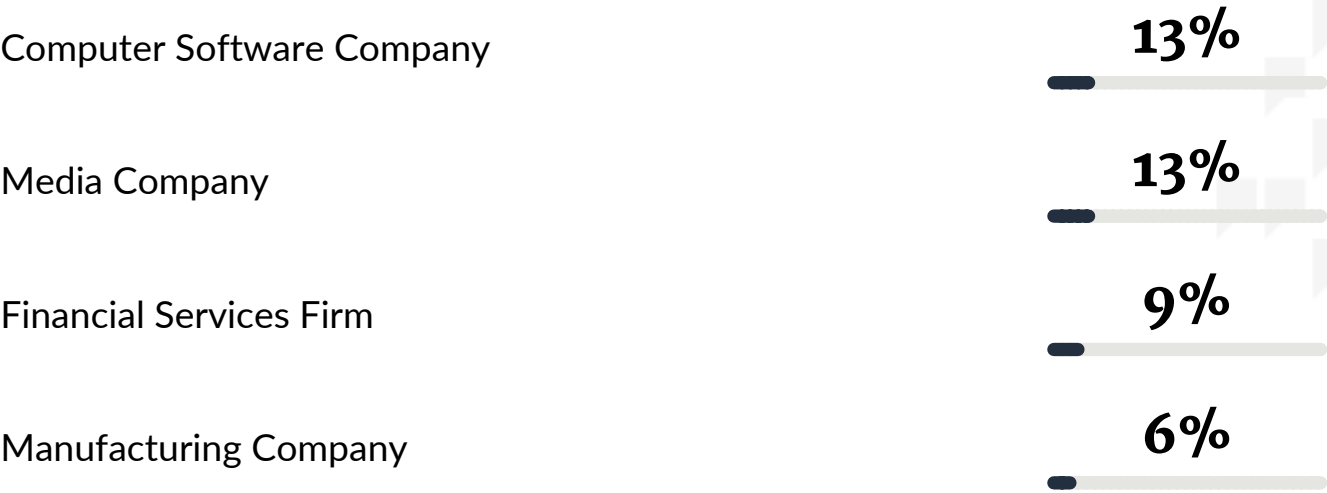 Computer Software Company 13%
Media Company 13%
Financial Services Firm 9%
Manufacturing Company 6%